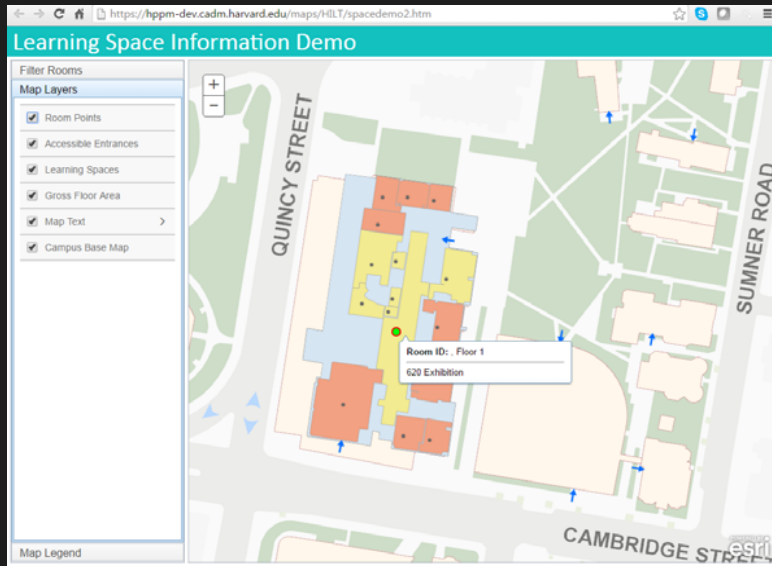 https://hppm-dev.cadm.harvard.edu/maps/HILT/spacedemo2.htm
Learning Space Information Demo
Filter Rooms
Map Layers
Room Points
Accessible Entrances
Learning Spaces
Gross Floor Area
Map Text
Campus Base Map
Map Legend
+
−
QUINCY STREET
SUMNER ROAD
Room ID: , Floor 1
620 Exhibition
CAMBRIDGE STREET
esri